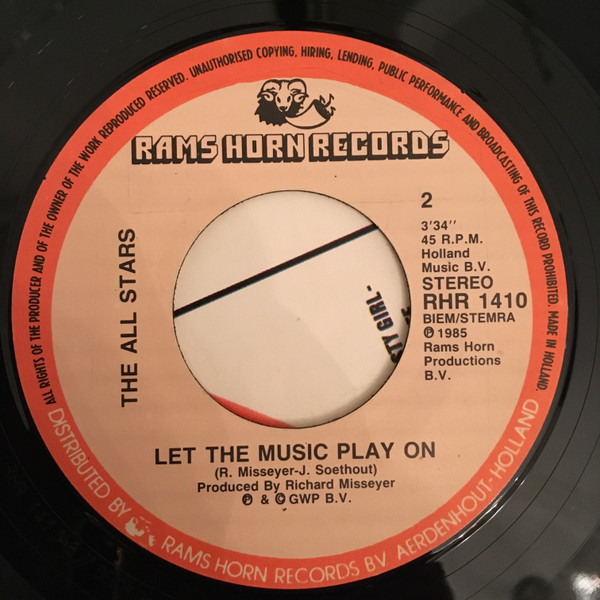 ALL RIGHTS OF THE PRODUCER AND OF THE OWNER OF THE WORK REPRODUCED RESERVED. UNAUTHORISED COPYING, HIRING, LENDING, PUBLIC PERFORMANCE AND BROADCASTING OF THIS RECORD PROHIBITED. MADE IN HOLLAND.
RAMS HORN RECORDS
2
3'34''
45 R.P.M.
Holland
Music B.V.
STEREO
RHR 1410
BIEM/STEMRA
℗ 1985
Rams Horn
Productions
B.V.
THE ALL STARS
TY GIRL-
LET THE MUSIC PLAY ON
(R. Misseyer-J. Soethout)
Produced By Richard Misseyer
℗ & © GWP B.V.
DISTRIBUTED BY RAMS HORN RECORDS BV AERDENHOUT-HOLLAND